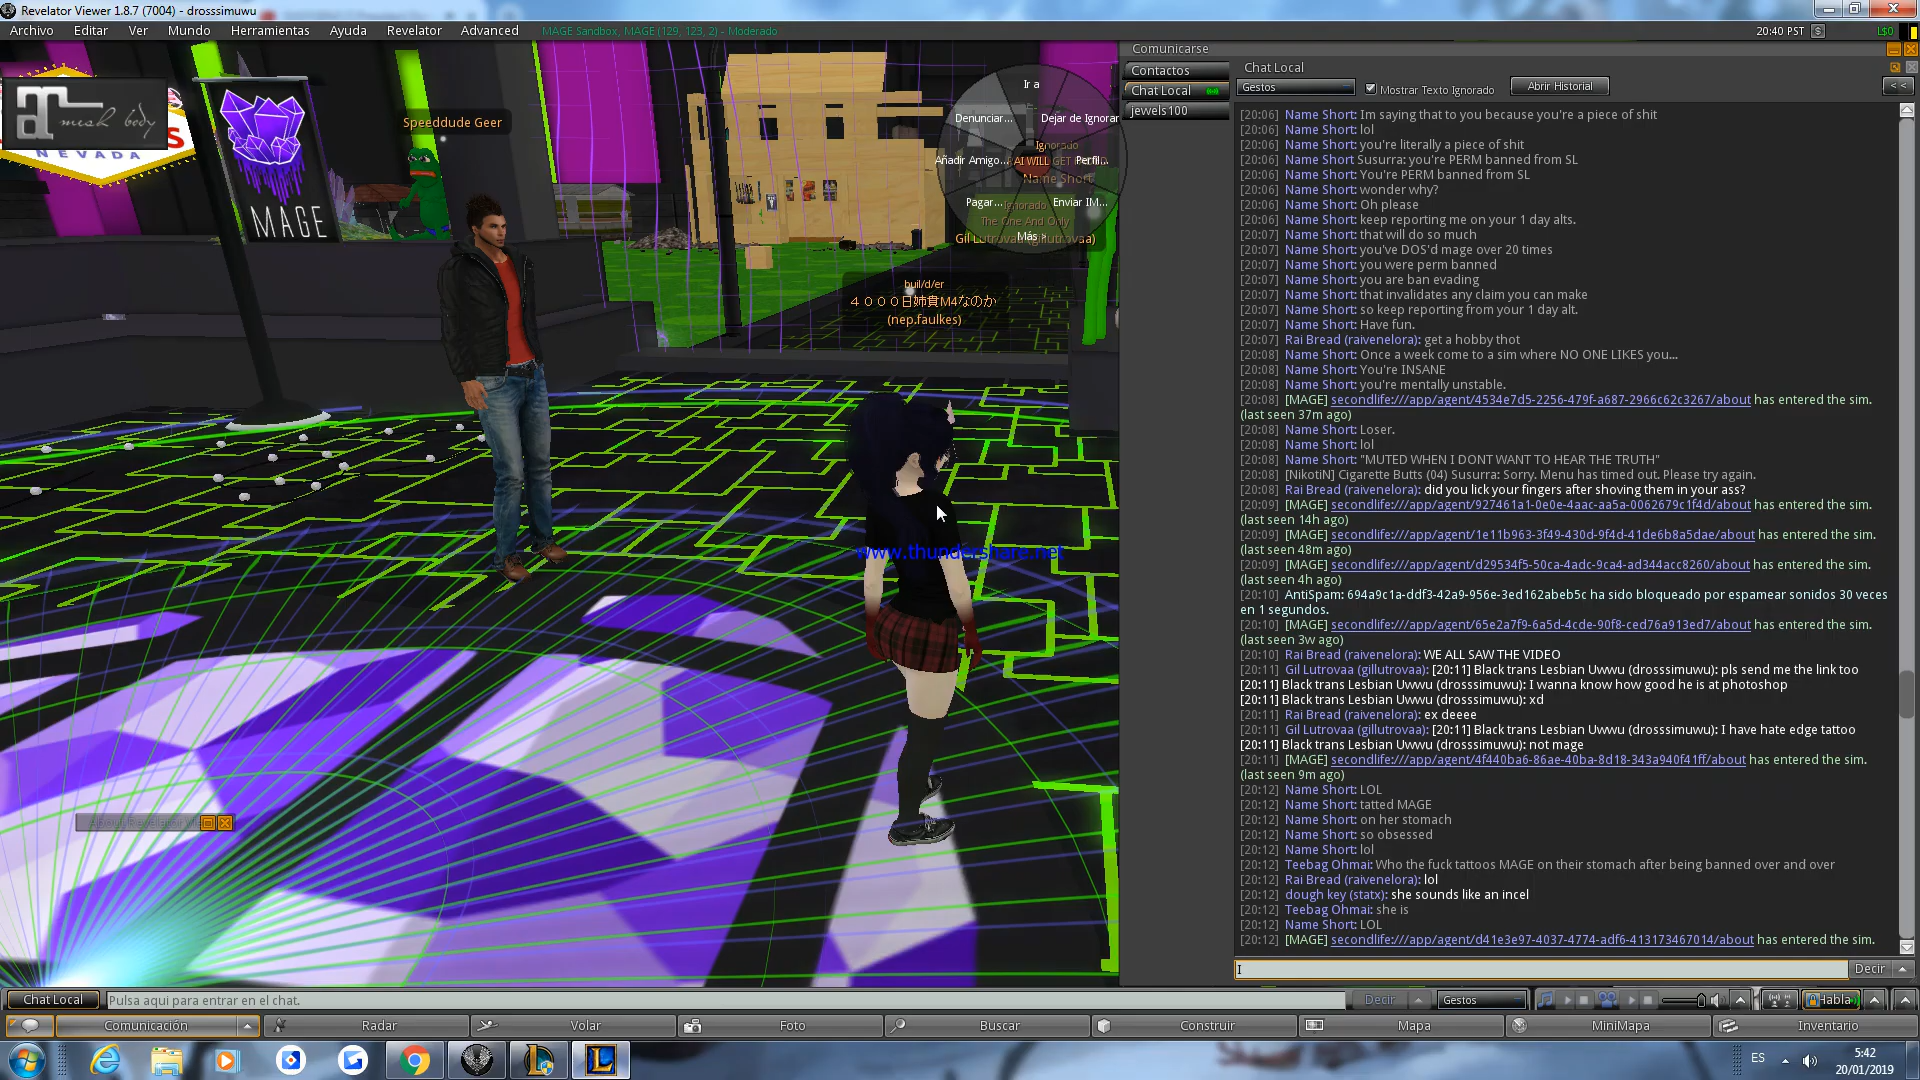 Revelator Viewer 1.8.7 (7004) - drosssimuwu
Archivo Editar Ver Mundo Herramientas Ayuda Revelator Advanced MAGE Sandbox, MAGE (129, 123, 2) - Moderado 20:40 PST L$0
mesh body
NEVADA
MAGE
Speeddude Geer
Ir a
Denunciar...
Dejar de Ignorar
Ignorado
Añadir Amigo...
Perfil...
Name Short
Pagar...
Enviar IM...
Ignorado
The One And Only
Más >
buil/d/er
４０００日姉貴M4なのか
(nep.faulkes)
www.thundershare.net
Comunicarse
Contactos
Chat Local
jewels100
Chat Local
Gestos
Mostrar Texto Ignorado
Abrir Historial
<<
[20:06] Name Short: Im saying that to you because you're a piece of shit
[20:06] Name Short: lol
[20:06] Name Short: you're literally a piece of shit
[20:06] Name Short Susurra: you're PERM banned from SL
[20:06] Name Short: You're PERM banned from SL
[20:06] Name Short: wonder why?
[20:06] Name Short: Oh please
[20:06] Name Short: keep reporting me on your 1 day alts.
[20:07] Name Short: that will do so much
[20:07] Name Short: you've DOS'd mage over 20 times
[20:07] Name Short: you were perm banned
[20:07] Name Short: you are ban evading
[20:07] Name Short: that invalidates any claim you can make
[20:07] Name Short: so keep reporting from your 1 day alt.
[20:07] Name Short: Have fun.
[20:07] Rai Bread (raivenelora): get a hobby thot
[20:08] Name Short: Once a week come to a sim where NO ONE LIKES you...
[20:08] Name Short: You're INSANE
[20:08] Name Short: you're mentally unstable.
[20:08] [MAGE] secondlife:///app/agent/4534e7d5-2256-479f-a687-2966c62c3267/about has entered the sim.
(last seen 37m ago)
[20:08] Name Short: Loser.
[20:08] Name Short: lol
[20:08] Name Short: "MUTED WHEN I DONT WANT TO HEAR THE TRUTH"
[20:08] [NikotiN] Cigarette Butts (04) Susurra: Sorry. Menu has timed out. Please try again.
[20:08] Rai Bread (raivenelora): did you lick your fingers after shoving them in your ass?
[20:09] [MAGE] secondlife:///app/agent/927461a1-0e0e-4aac-aa5a-0062679c1f4d/about has entered the sim.
(last seen 14h ago)
[20:09] [MAGE] secondlife:///app/agent/1e11b963-3f49-430d-9f4d-41de6b8a5dae/about has entered the sim.
(last seen 48m ago)
[20:09] [MAGE] secondlife:///app/agent/d29534f5-50ca-4adc-9ca4-ad344acc8260/about has entered the sim.
(last seen 4h ago)
[20:10] AntiSpam: 694a9c1a-ddf3-42a9-956e-3ed162abeb5c ha sido bloqueado por espamear sonidos 30 veces
en 1 segundos.
[20:10] [MAGE] secondlife:///app/agent/65e2a7f9-6a5d-4cde-90f8-ced76a913ed7/about has entered the sim.
(last seen 3w ago)
[20:10] Rai Bread (raivenelora): WE ALL SAW THE VIDEO
[20:11] Gil Lutrovaa (gillutrovaa): [20:11] Black trans Lesbian Uwwu (drosssimuwu): pls send me the link too
[20:11] Black trans Lesbian Uwwu (drosssimuwu): I wanna know how good he is at photoshop
[20:11] Black trans Lesbian Uwwu (drosssimuwu): xd
[20:11] Rai Bread (raivenelora): ex deeee
[20:11] Gil Lutrovaa (gillutrovaa): [20:11] Black trans Lesbian Uwwu (drosssimuwu): I have hate edge tattoo
[20:11] Black trans Lesbian Uwwu (drosssimuwu): not mage
[20:11] [MAGE] secondlife:///app/agent/4f440ba6-86ae-40ba-8d18-343a940f41ff/about has entered the sim.
(last seen 9m ago)
[20:12] Name Short: LOL
[20:12] Name Short: tatted MAGE
[20:12] Name Short: on her stomach
[20:12] Name Short: so obsessed
[20:12] Name Short: lol
[20:12] Teebag Ohmai: Who the fuck tattoos MAGE on their stomach after being banned over and over
[20:12] Rai Bread (raivenelora): lol
[20:12] dough key (statx): she sounds like an incel
[20:12] Teebag Ohmai: she is
[20:12] Name Short: LOL
[20:12] [MAGE] secondlife:///app/agent/d41e3e97-4037-4774-adf6-413173467014/about has entered the sim.
Decir
Chat Local Pulsa aqui para entrar en el chat. Decir Gestos Habla
Comunicación Radar Volar Foto Buscar Construir Mapa MiniMapa Inventario
ES
5:42
20/01/2019